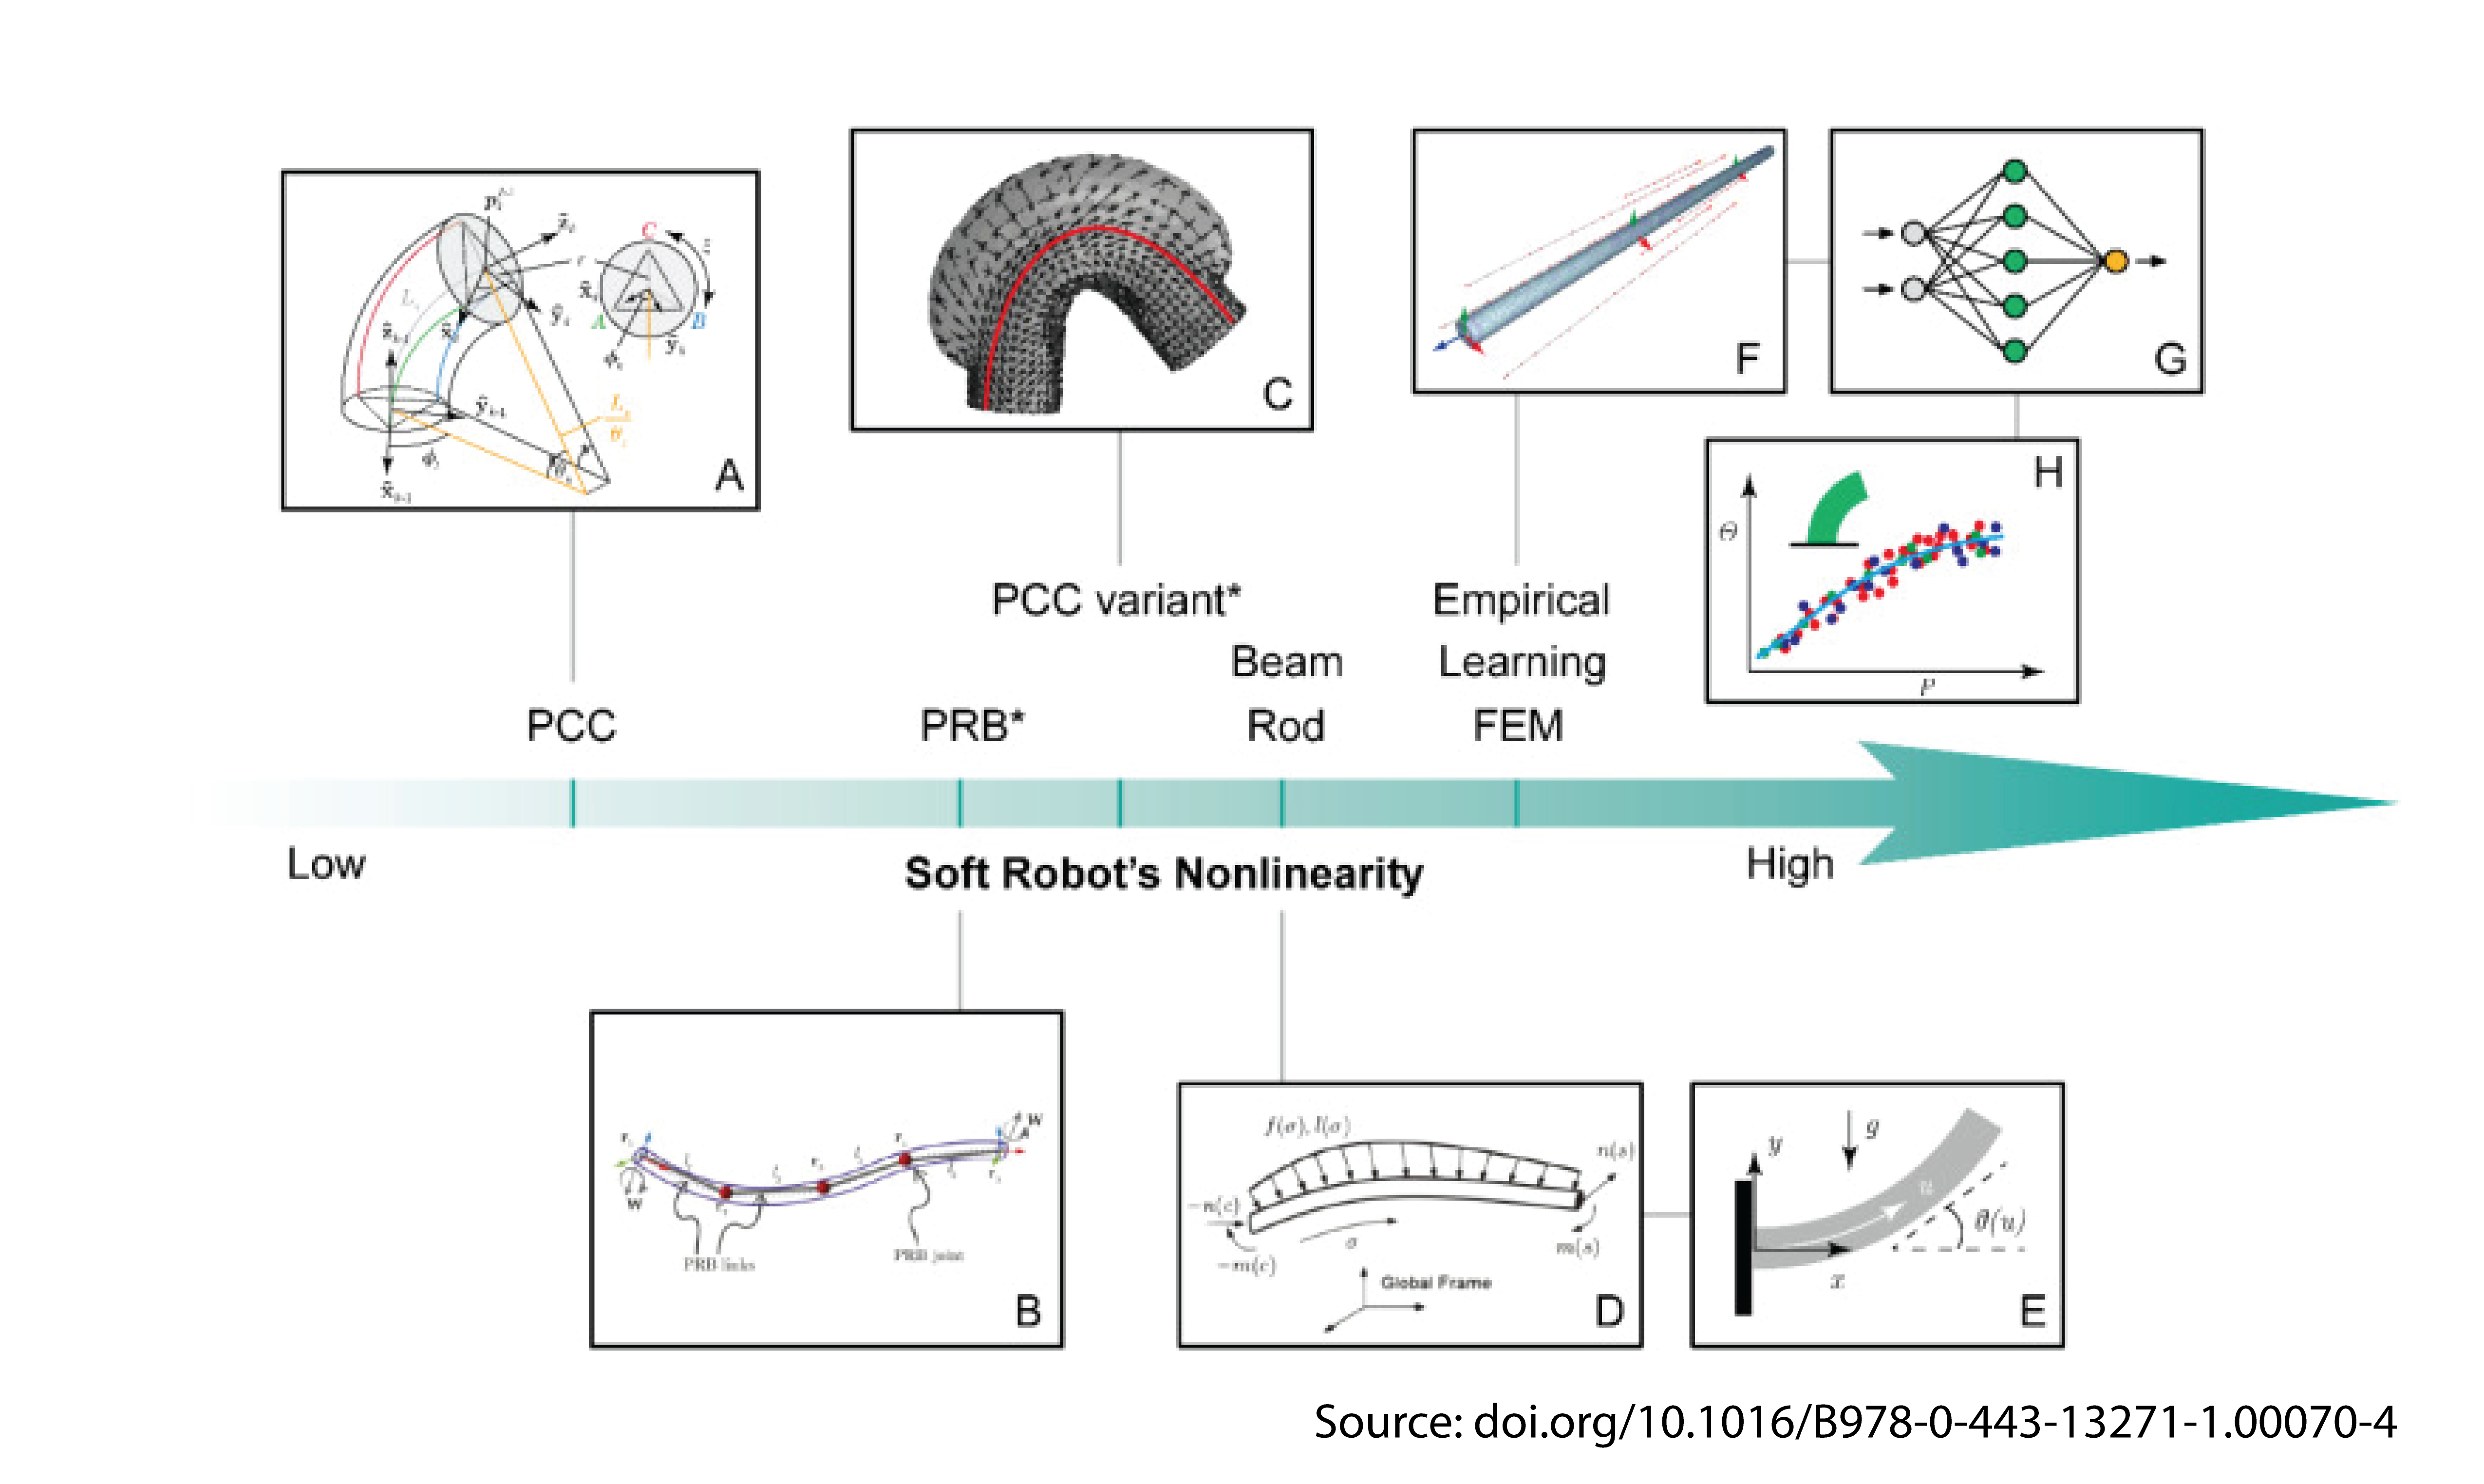 C
A
B
A
C
F
G
H
Θ
P
PCC variant*
Empirical
Beam
Learning
PCC
PRB*
Rod
FEM
Low
Soft Robot's Nonlinearity
High
W
W
PRB links
PRB joint
B
f(σ), l(σ)
n(s)
−n(c)
σ
m(s)
−m(c)
Global Frame
D
y
g
u
θ(u)
x
E
Source: doi.org/10.1016/B978-0-443-13271-1.00070-4